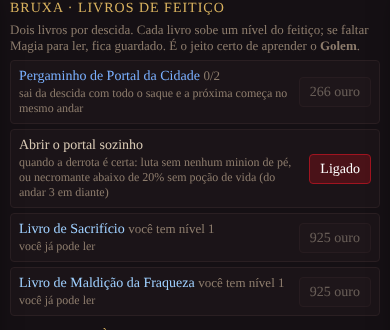 BRUXA · LIVROS DE FEITIÇO
Dois livros por descida. Cada livro sobe um nível do feitiço; se faltar
Magia para ler, fica guardado. É o jeito certo de aprender o Golem.
Pergaminho de Portal da Cidade 0/2
sai da descida com todo o saque e a próxima começa no
mesmo andar
266 ouro
Abrir o portal sozinho
quando a derrota é certa: luta sem nenhum minion de pé,
ou necromante abaixo de 20% sem poção de vida (do
andar 3 em diante)
Ligado
Livro de Sacrifício você tem nível 1
você já pode ler
925 ouro
Livro de Maldição da Fraqueza você tem nível 1
você já pode ler
925 ouro